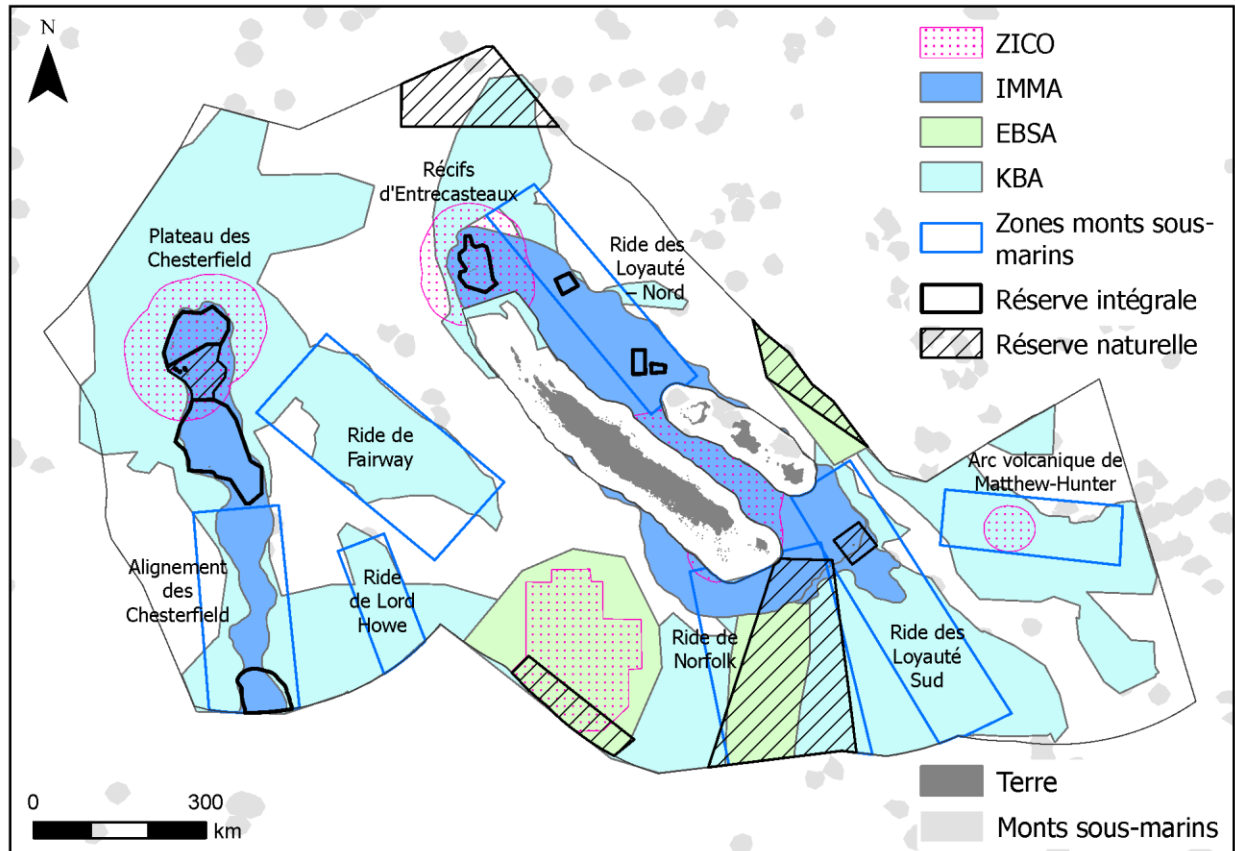 N
ZICO
IMMA
EBSA
KBA
Zones monts sous-
marins
Réserve intégrale
Réserve naturelle
Récifs
d'Entrecasteaux
Plateau des
Chesterfield
Ride des
Loyauté
– Nord
Ride de
Fairway
Arc volcanique de
Matthew-Hunter
Alignement
des
Chesterfield
Ride
de Lord
Howe
Ride de
Norfolk
Ride des
Loyauté
Sud
0 300
km
Terre
Monts sous-marins